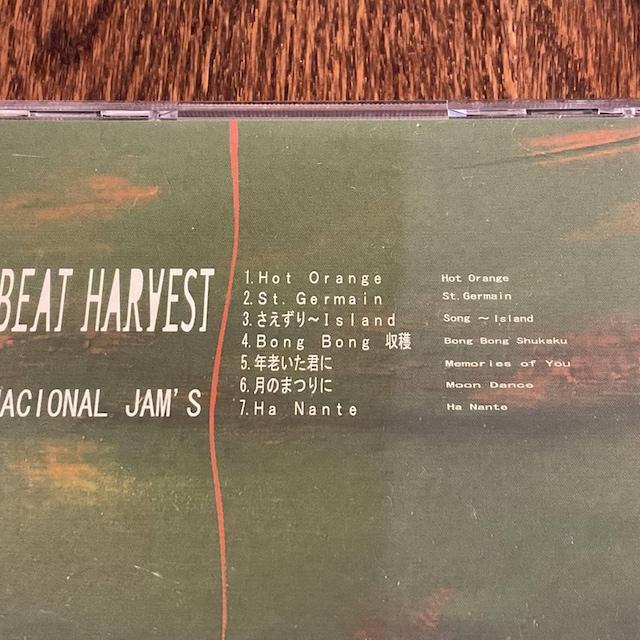 BEAT HARVEST
NACIONAL JAM'S
1.Hot Orange
2.St.Germain
3.さえずり～Island
4.Bong Bong 収穫
5.年老いた君に
6.月のまつりに
7.Ha Nante
Hot Orange
St.Germain
Song ～Island
Bong Bong Shukaku
Memories of You
Moon Dance
Ha Nante